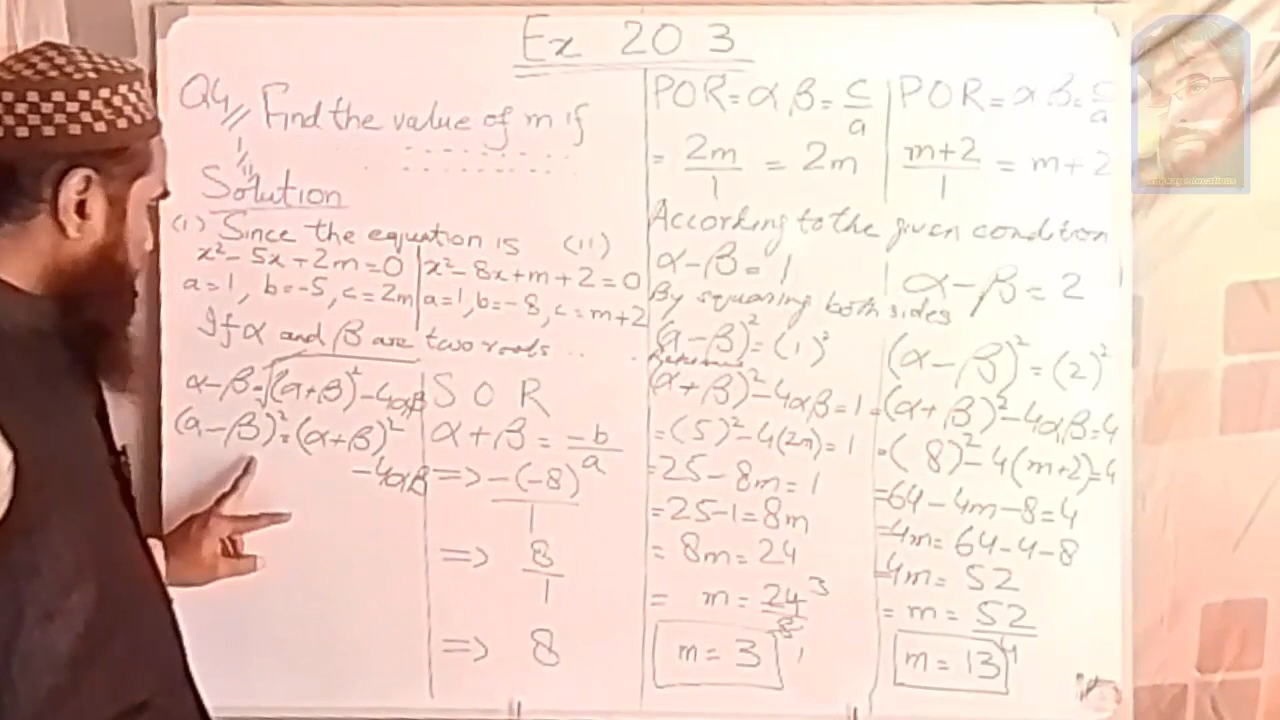 Ex 20 3
Q4 // Find the value of m if
Solution
(i) Since the equation is (ii)
x² - 5x + 2m = 0 | x² - 8x + m + 2 = 0
a = 1, b = -5, c = 2m | a = 1, b = -8, c = m + 2
If α and β are two roots ..
α - β = √(α + β)² - 4αβ
(α - β)² = (α + β)²
- 4αβ
S O R
α + β = -b/a
=> -(-8)/1
=> 8/1
=> 8
POR = αβ = c/a
= 2m/1 = 2m
POR = αβ = c/a
m+2/1 = m + 2
According to the given condition
α - β = 1
α - β = 2
By squaring both sides
(α - β)² = (1)²
(α + β)² - 4αβ = 1
= (5)² - 4(2m) = 1
= 25 - 8m = 1
= 25 - 1 = 8m
= 8m = 24
= m = 24/8 3 1
m = 3
(α - β)² = (2)²
= (α + β)² - 4αβ = 4
= (8)² - 4(m+2) = 4
= 64 - 4m - 8 = 4
4m = 64 - 4 - 8
4m = 52
= m = 52/4
m = 13